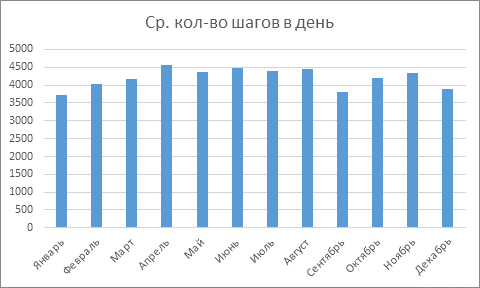 Ср. кол-во шагов в день
5000
4500
4000
3500
3000
2500
2000
1500
1000
500
0
Январь
Февраль
Март
Апрель
Май
Июнь
Июль
Август
Сентябрь
Октябрь
Ноябрь
Декабрь